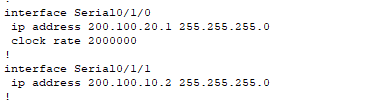 !
interface Serial0/1/0
 ip address 200.100.20.1 255.255.255.0
 clock rate 2000000
!
interface Serial0/1/1
 ip address 200.100.10.2 255.255.255.0
!